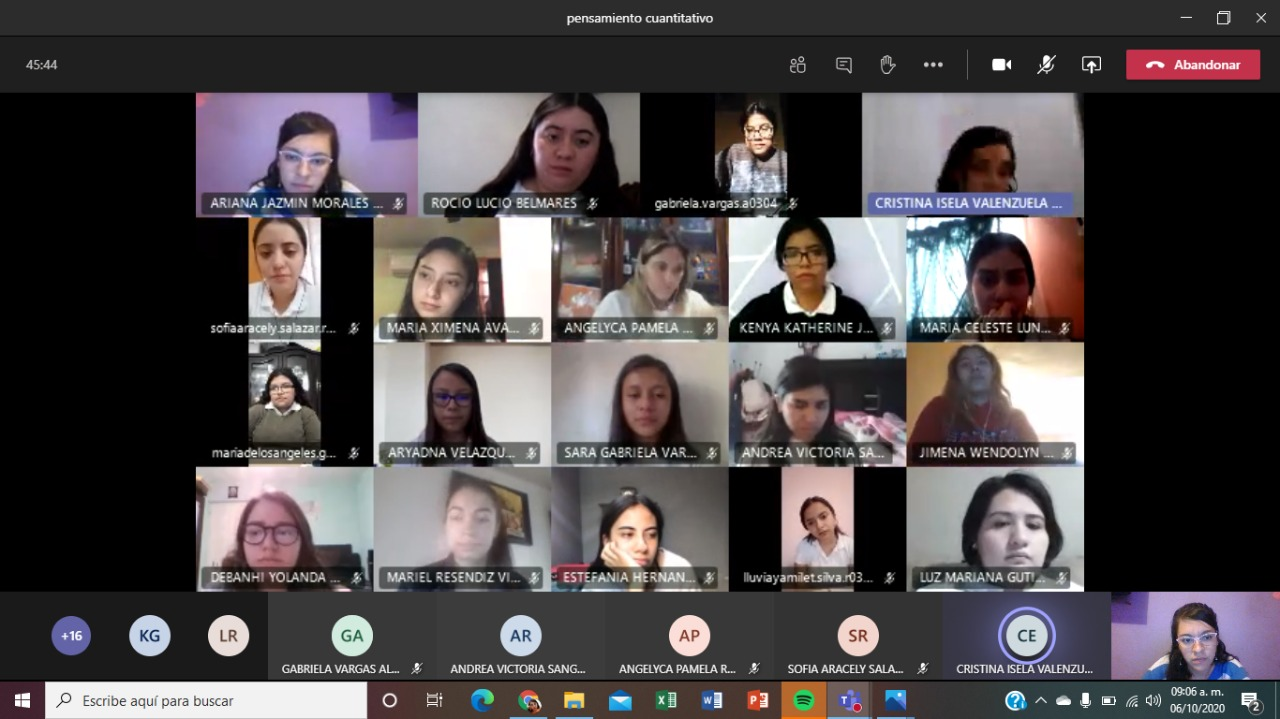 pensamiento cuantitativo
45:44
Abandonar
ARIANA JAZMIN MORALES ...
ROCIO LUCIO BELMARES
gabriela.vargas.a0304
CRISTINA ISELA VALENZUELA ...
sofiaaracely.salazar.r...
MARIA XIMENA AVA...
ANGELYCA PAMELA ...
KENYA KATHERINE J...
MARIA CELESTE LUN...
mariadelosangeles.g...
ARYADNA VELAZQU...
SARA GABRIELA VAR...
ANDREA VICTORIA SA...
JIMENA WENDOLYN ...
DEBANHI YOLANDA ...
MARIEL RESENDIZ VI...
ESTEFANIA HERNAN...
lluviayamilet.silva.r03...
LUZ MARIANA GUTI...
+16
KG
LR
GA
AR
AP
SR
CE
GABRIELA VARGAS AL...
ANDREA VICTORIA SANG...
ANGELYCA PAMELA R...
SOFIA ARACELY SALA...
CRISTINA ISELA VALENZU...
Escribe aquí para buscar
09:06 a. m.
06/10/2020
2